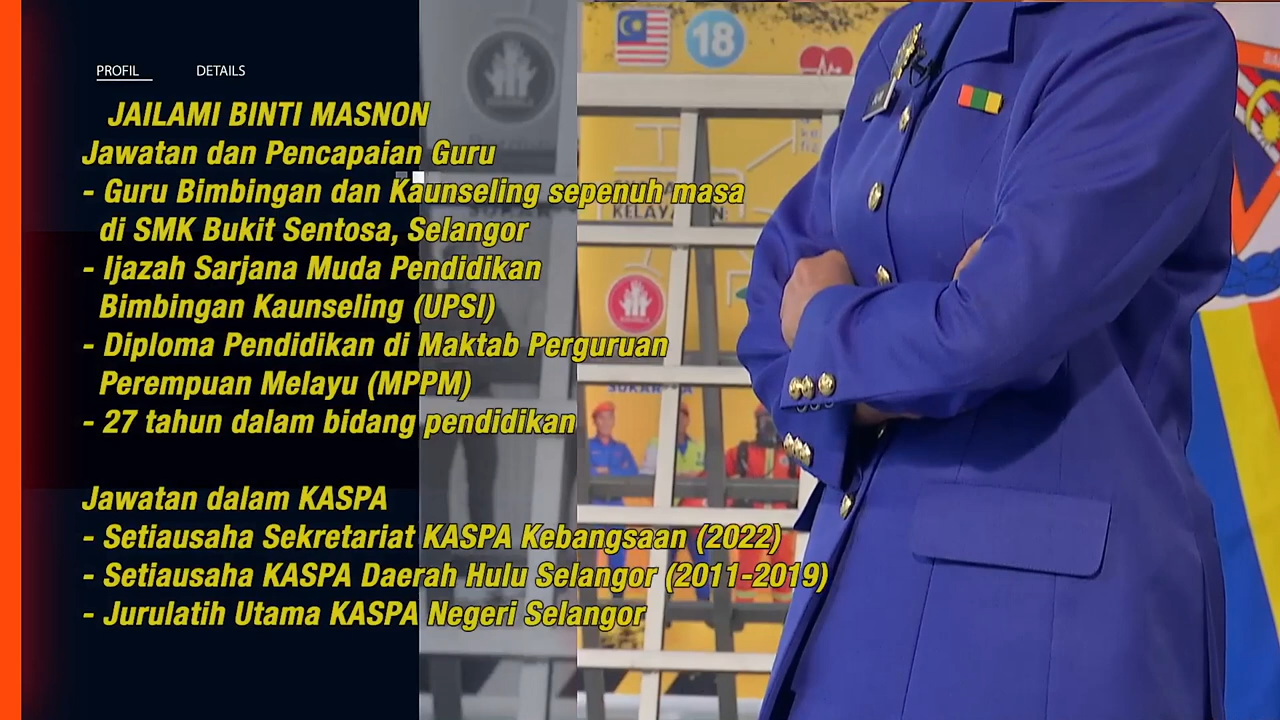 PROFIL DETAILS
18
JAILAMI BINTI MASNON
Jawatan dan Pencapaian Guru
- Guru Bimbingan dan Kaunseling sepenuh masa
di SMK Bukit Sentosa, Selangor
- Ijazah Sarjana Muda Pendidikan
Bimbingan Kaunseling (UPSI)
- Diploma Pendidikan di Maktab Perguruan
Perempuan Melayu (MPPM)
- 27 tahun dalam bidang pendidikan
Jawatan dalam KASPA
- Setiausaha Sekretariat KASPA Kebangsaan (2022)
- Setiausaha KASPA Daerah Hulu Selangor (2011-2019)
- Jurulatih Utama KASPA Negeri Selangor